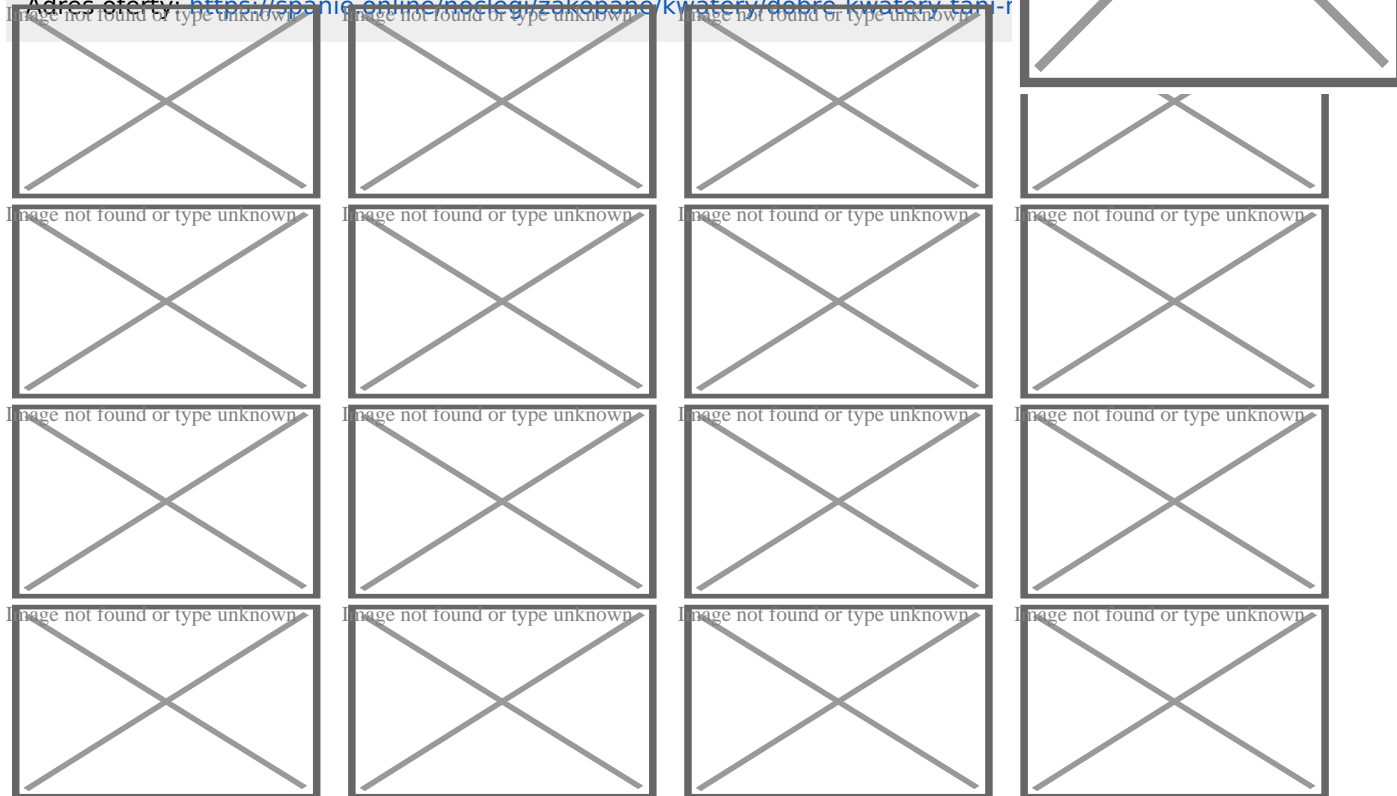 Adres oferty: https://spanie.online/noclegi/zakopane/kwatery/dobre-kwatery-tani-
Image not found or type unknown Image not found or type unknown Image not found or type unknown
Image not found or type unknown Image not found or type unknown Image not found or type unknown Image not found or type unknown
Image not found or type unknown Image not found or type unknown Image not found or type unknown Image not found or type unknown
Image not found or type unknown Image not found or type unknown Image not found or type unknown Image not found or type unknown